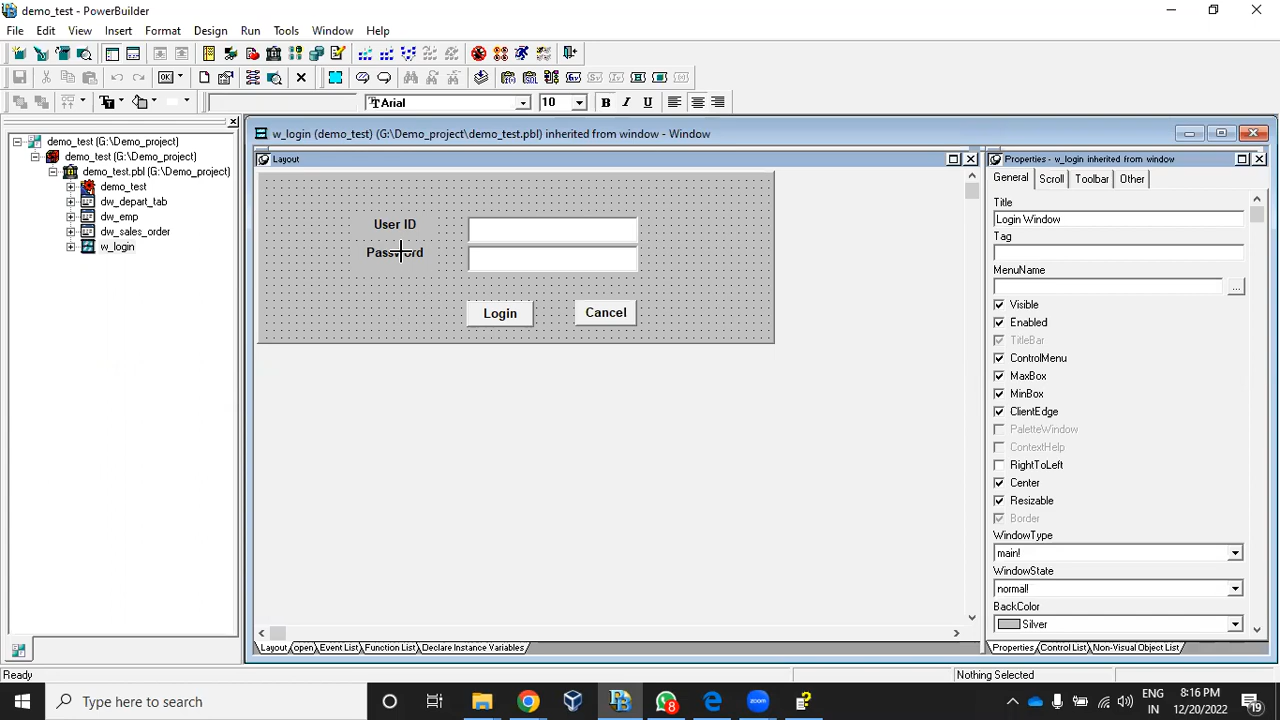 demo_test - PowerBuilder
File Edit View Insert Format Design Run Tools Window Help
OK
Arial 10 B I U
demo_test (G:\Demo_project)
demo_test (G:\Demo_project)
demo_test.pbl (G:\Demo_project)
demo_test
dw_depart_tab
dw_emp
dw_sales_order
w_login
w_login (demo_test) (G:\Demo_project\demo_test.pbl) inherited from window - Window
Layout
User ID
Password
Login Cancel
Layout open Event List Function List Declare Instance Variables
Properties - w_login inherited from window
General Scroll Toolbar Other
Title
Login Window
Tag
MenuName
...
Visible
Enabled
TitleBar
ControlMenu
MaxBox
MinBox
ClientEdge
PaletteWindow
ContextHelp
RightToLeft
Center
Resizable
Border
WindowType
main!
WindowState
normal!
BackColor
Silver
Properties Control List Non-Visual Object List
Ready Nothing Selected
Type here to search
8
ENG
IN
8:16 PM
12/20/2022
19